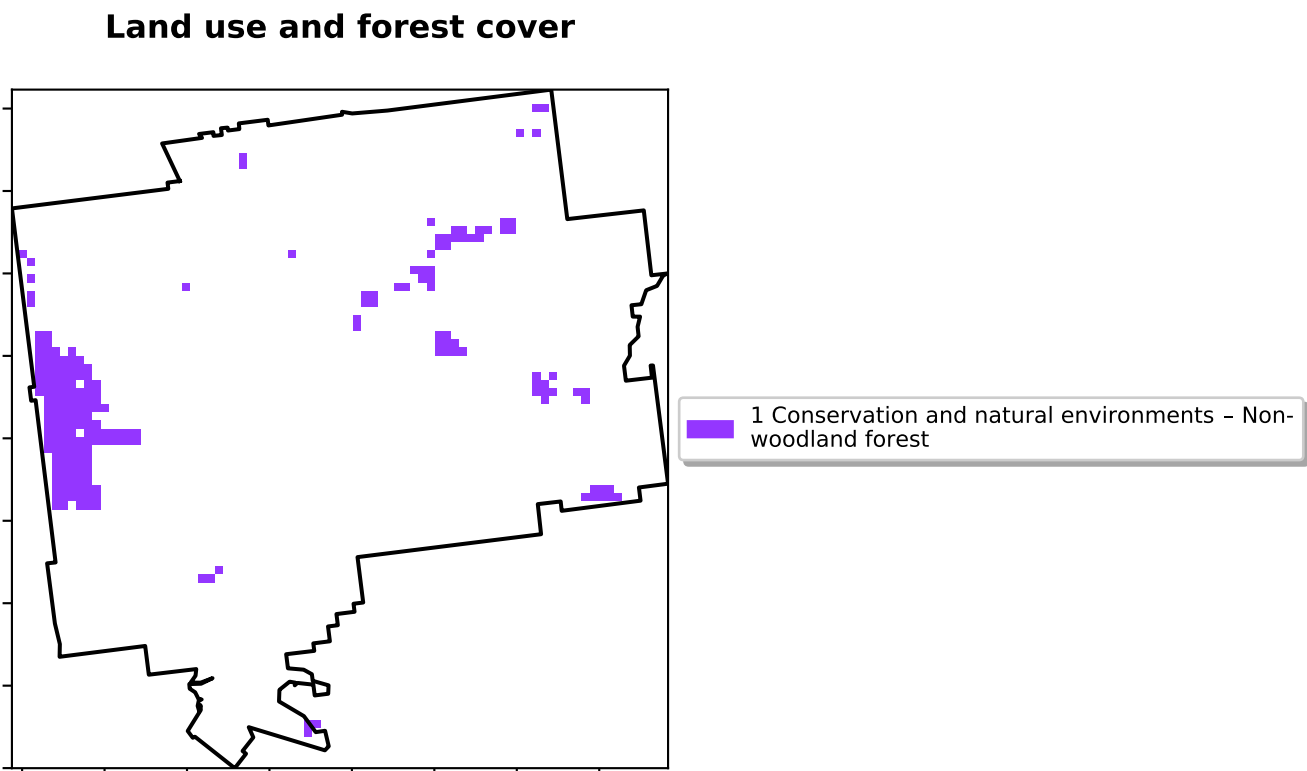 Land use and forest cover
1 Conservation and natural environments – Non-
woodland forest